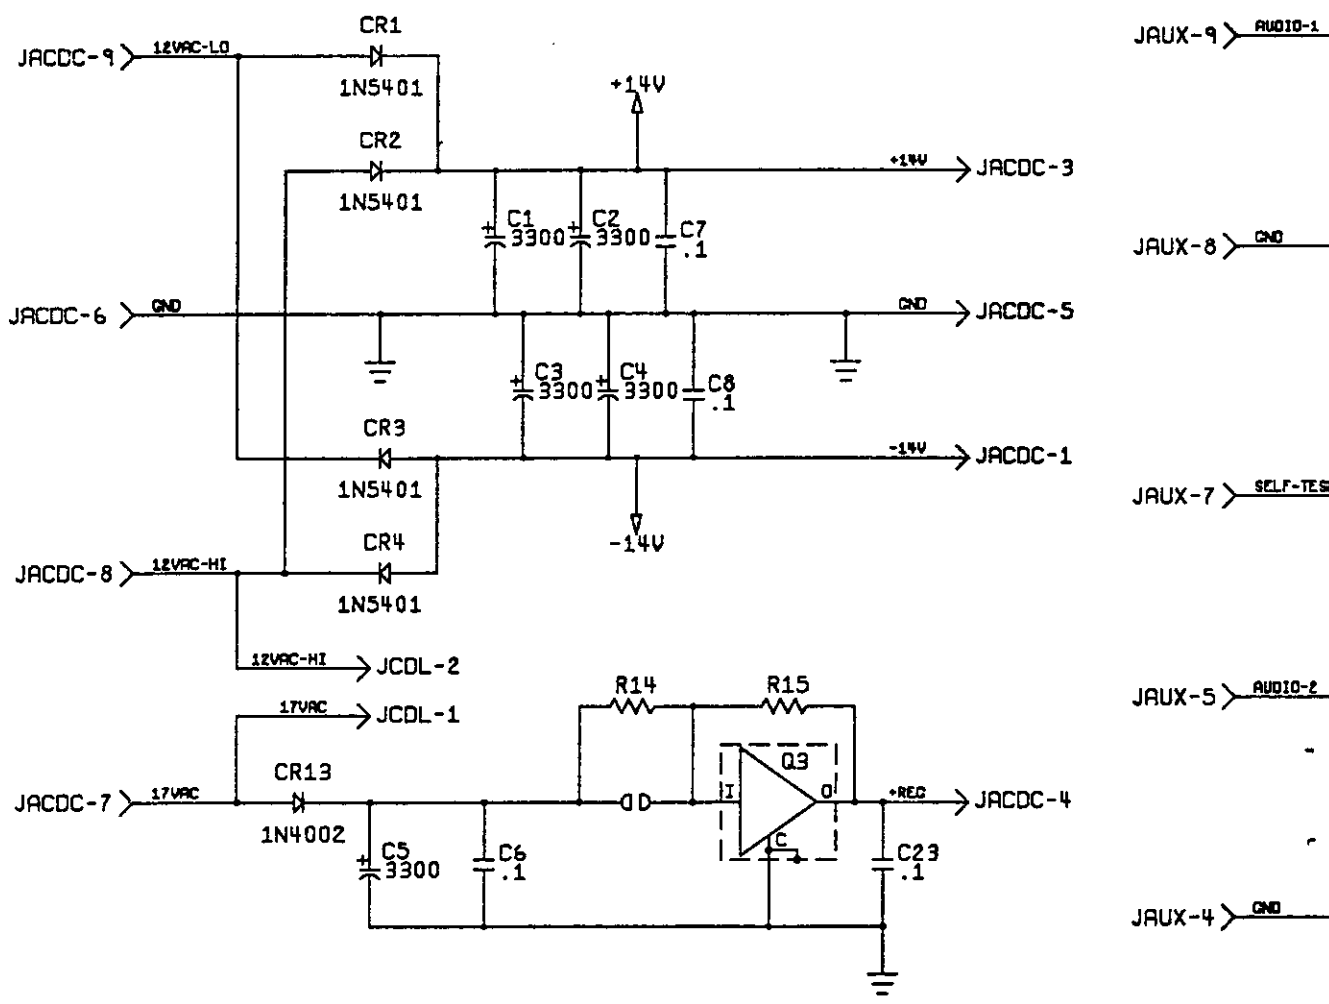 CR1
JACDC-9
12VAC-LO
1N5401
+14V
CR2
1N5401
+14V
JACDC-3
+
C1
3300
+
C2
3300
C7
.1
JACDC-6
GND
GND
JACDC-5
+
C3
3300
+
C4
3300
C8
.1
CR3
1N5401
-14V
JACDC-1
-14V
CR4
JACDC-8
12VAC-HI
1N5401
12VAC-HI
JCDL-2
17VAC
JCDL-1
R14
R15
JACDC-7
17VAC
CR13
1N4002
Q3
I
O
C
+REG
JACDC-4
+
C5
3300
C6
.1
C23
.1
JAUX-9
AUDIO-1
JAUX-8
GND
JAUX-7
SELF-TES
JAUX-5
AUDIO-2
JAUX-4
GND